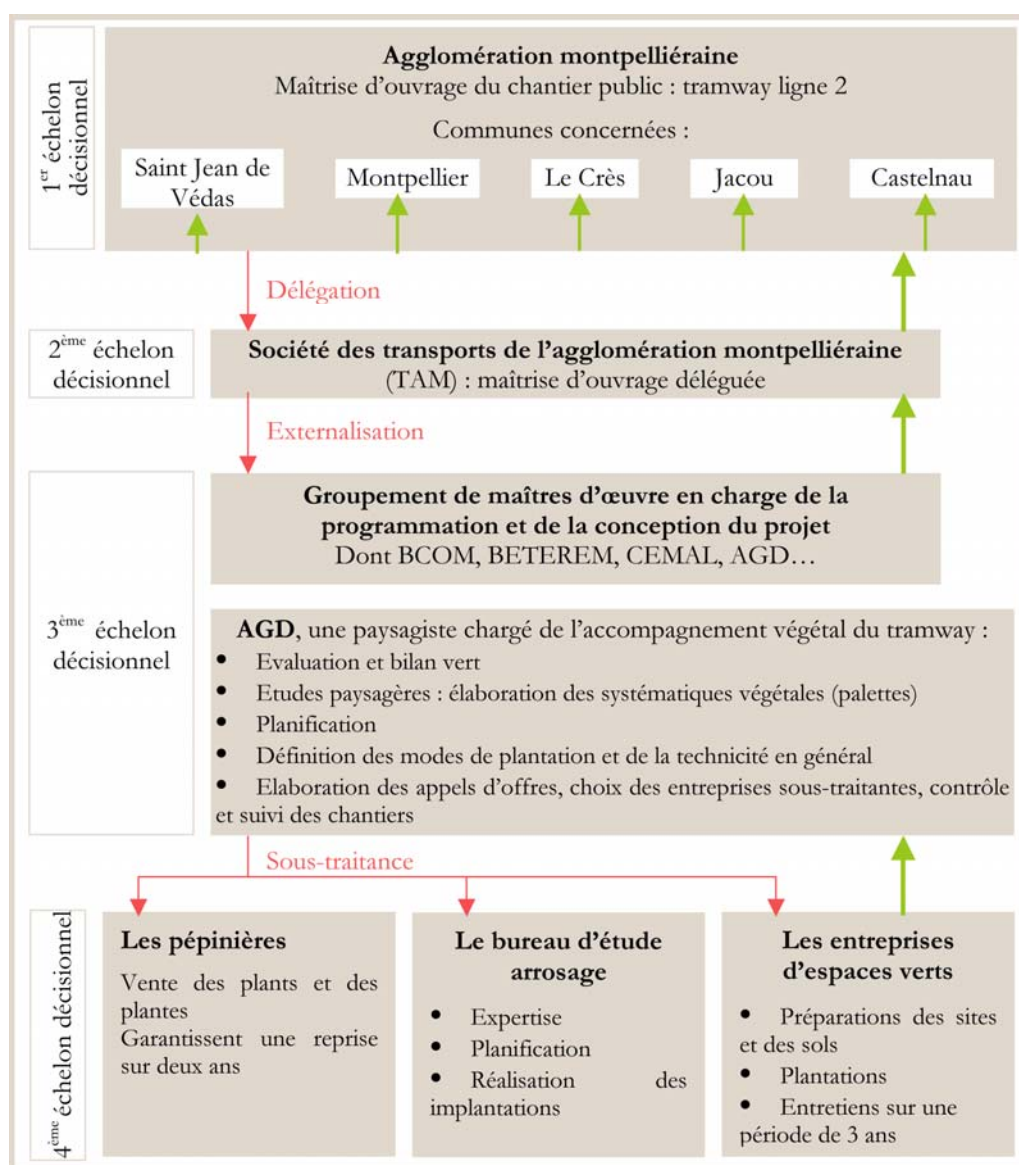 1er échelon
décisionnel
Agglomération montpelliéraine
Maîtrise d'ouvrage du chantier public : tramway ligne 2
Communes concernées :
Saint Jean de
Védas
Montpellier
Le Crès
Jacou
Castelnau
Délégation
2ème échelon
décisionnel
Société des transports de l'agglomération montpelliéraine
(TAM) : maîtrise d'ouvrage déléguée
Externalisation
3ème échelon
décisionnel
Groupement de maîtres d'œuvre en charge de la
programmation et de la conception du projet
Dont BCOM, BETEREM, CEMAL, AGD…
AGD, une paysagiste chargé de l'accompagnement végétal du tramway :
• Evaluation et bilan vert
• Etudes paysagères : élaboration des systématiques végétales (palettes)
• Planification
• Définition des modes de plantation et de la technicité en général
• Elaboration des appels d'offres, choix des entreprises sous-traitantes, contrôle
et suivi des chantiers
Sous-traitance
4ème échelon décisionnel
Les pépinières
Vente des plants et des
plantes
Garantissent une reprise
sur deux ans
Le bureau d'étude
arrosage
• Expertise
• Planification
• Réalisation des
implantations
Les entreprises
d'espaces verts
• Préparations des sites
et des sols
• Plantations
• Entretiens sur une
période de 3 ans